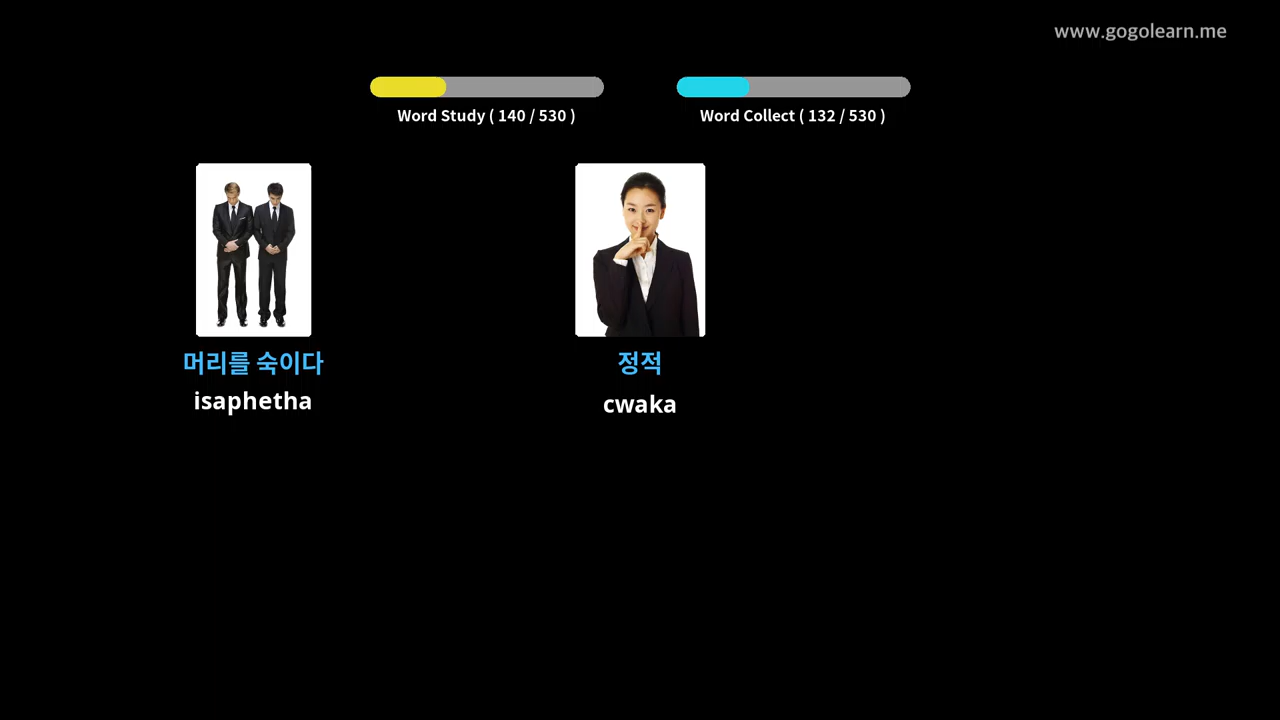 www.gogolearn.me
Word Study ( 140 / 530 )
Word Collect ( 132 / 530 )
머리를 숙이다
isaphetha
정적
cwaka